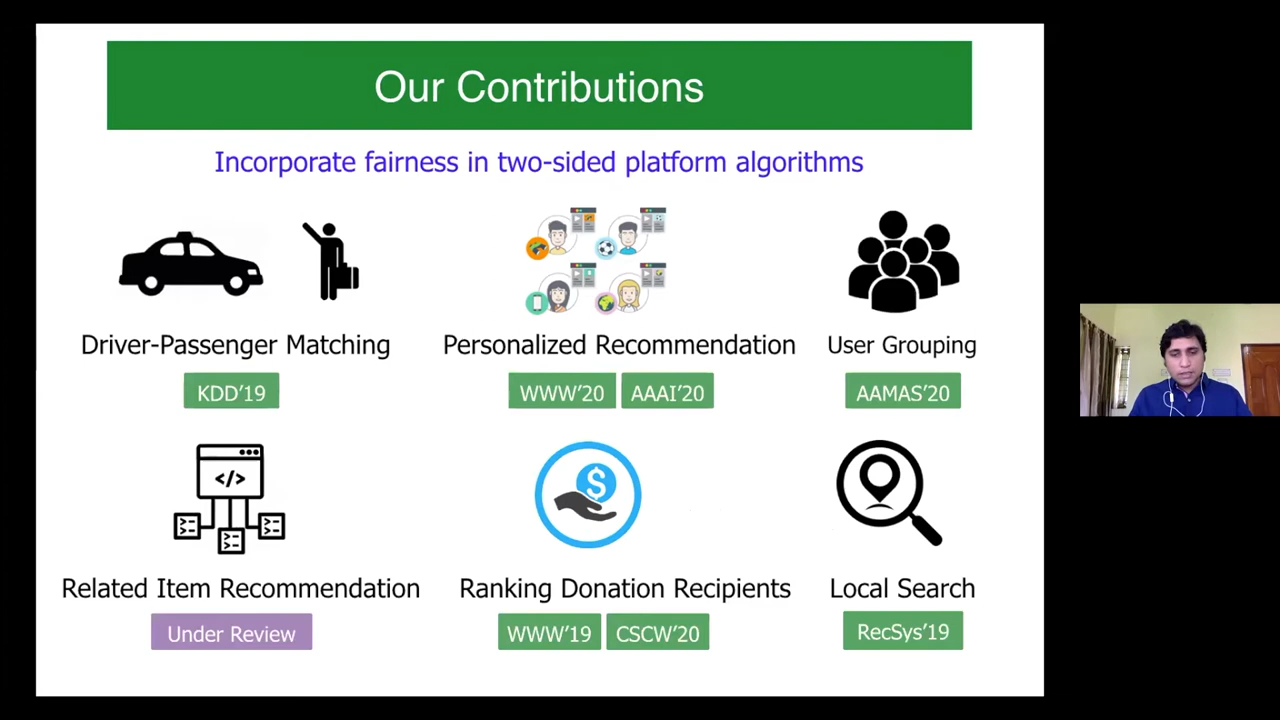 Our Contributions
Incorporate fairness in two-sided platform algorithms
Driver-Passenger Matching
Personalized Recommendation
User Grouping
KDD'19
WWW'20
AAAI'20
AAMAS'20
</>
Related Item Recommendation
$
Ranking Donation Recipients
Local Search
Under Review
WWW'19
CSCW'20
RecSys'19